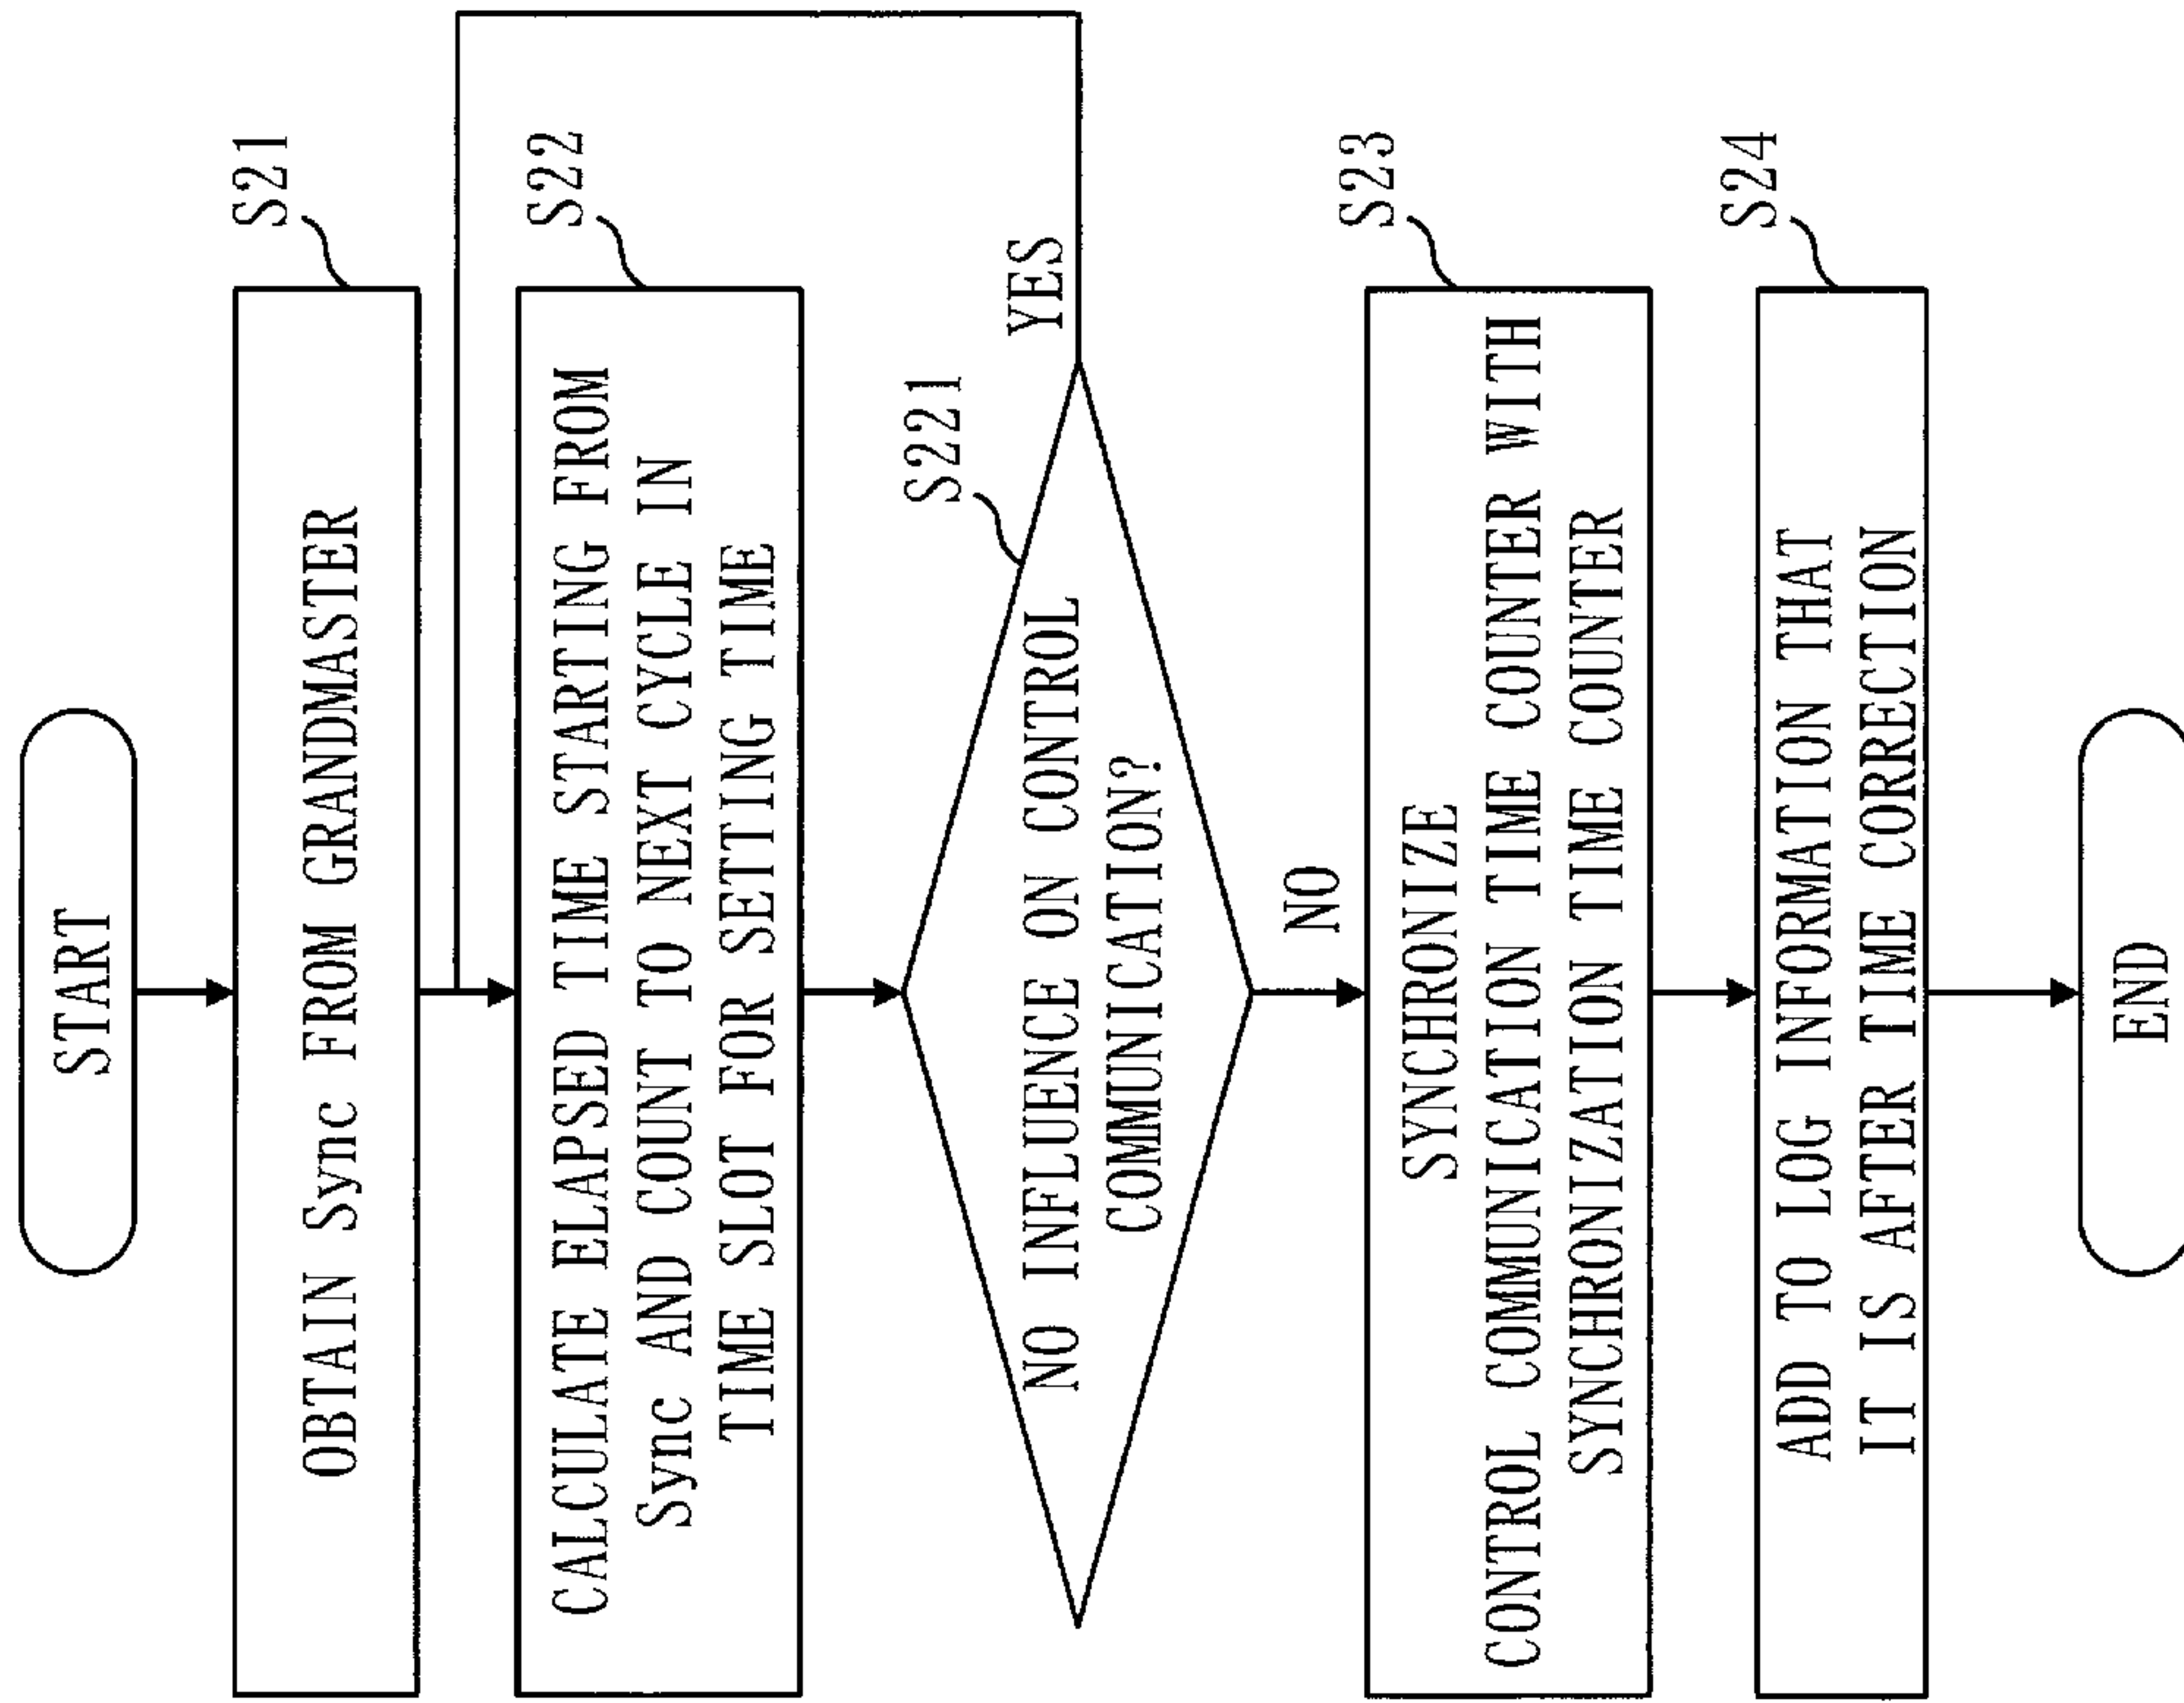 START
S21
OBTAIN Sync FROM GRANDMASTER
S22
CALCULATE ELAPSED TIME STARTING FROM
Sync AND COUNT TO NEXT CYCLE IN
TIME SLOT FOR SETTING TIME
S221
YES
NO INFLUENCE ON CONTROL
COMMUNICATION?
NO
S23
SYNCHRONIZE
CONTROL COMMUNICATION TIME COUNTER WITH
SYNCHRONIZATION TIME COUNTER
S24
ADD TO LOG INFORMATION THAT
IT IS AFTER TIME CORRECTION
END